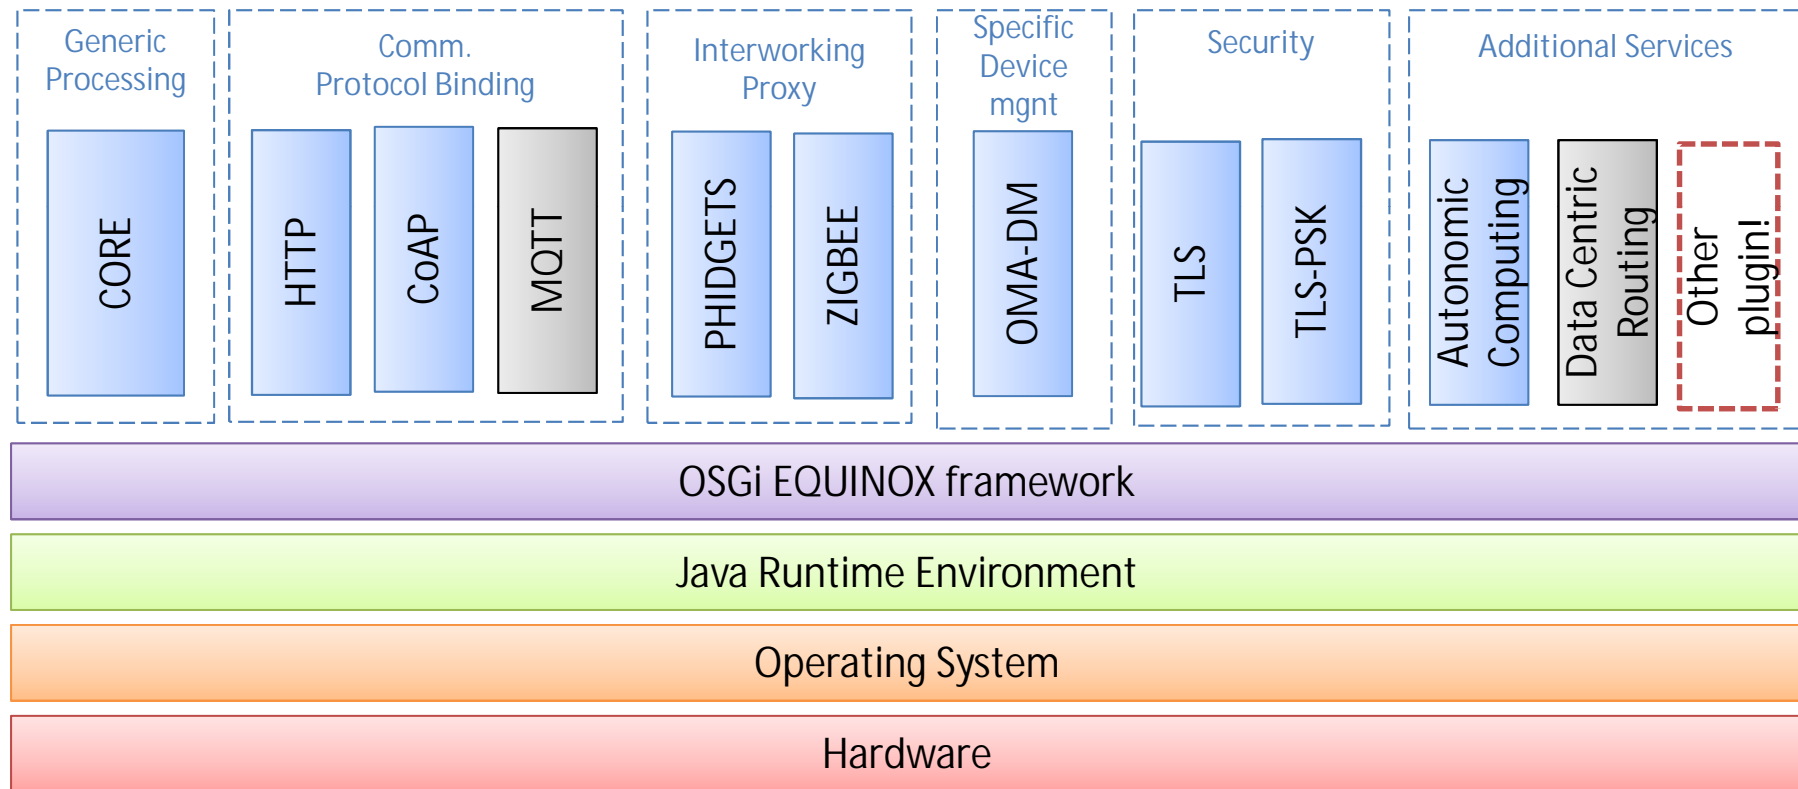 Generic
Processing
Comm.
Protocol Binding
Interworking
Proxy
Specific
Device
mgnt
Security
Additional Services
CORE
HTTP
CoAP
MQTT
PHIDGETS
ZIGBEE
OMA-DM
TLS
TLS-PSK
Autonomic
Computing
Data Centric
Routing
Other
plugin!
OSGi EQUINOX framework
Java Runtime Environment
Operating System
Hardware